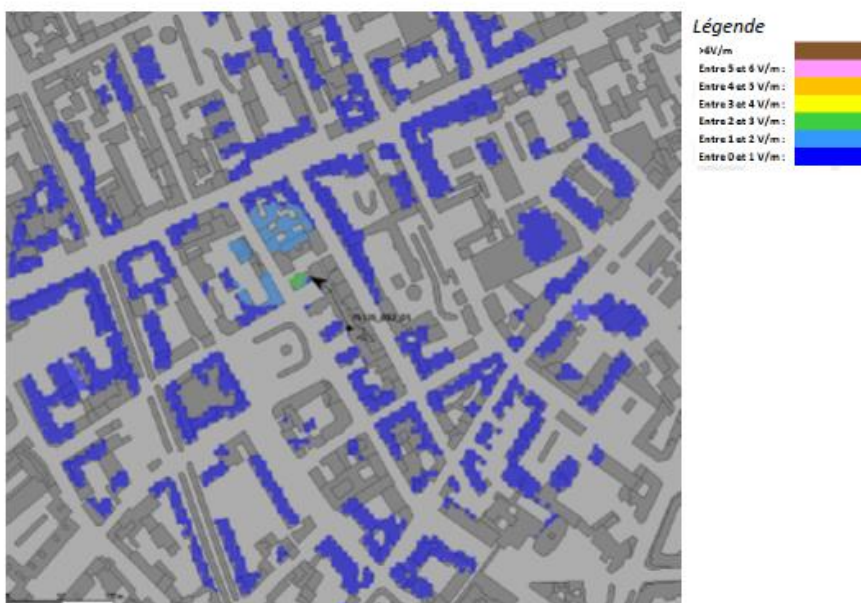 Légende
>6V/m
Entre 5 et 6 V/m :
Entre 4 et 5 V/m :
Entre 3 et 4 V/m :
Entre 2 et 3 V/m :
Entre 1 et 2 V/m :
Entre 0 et 1 V/m :